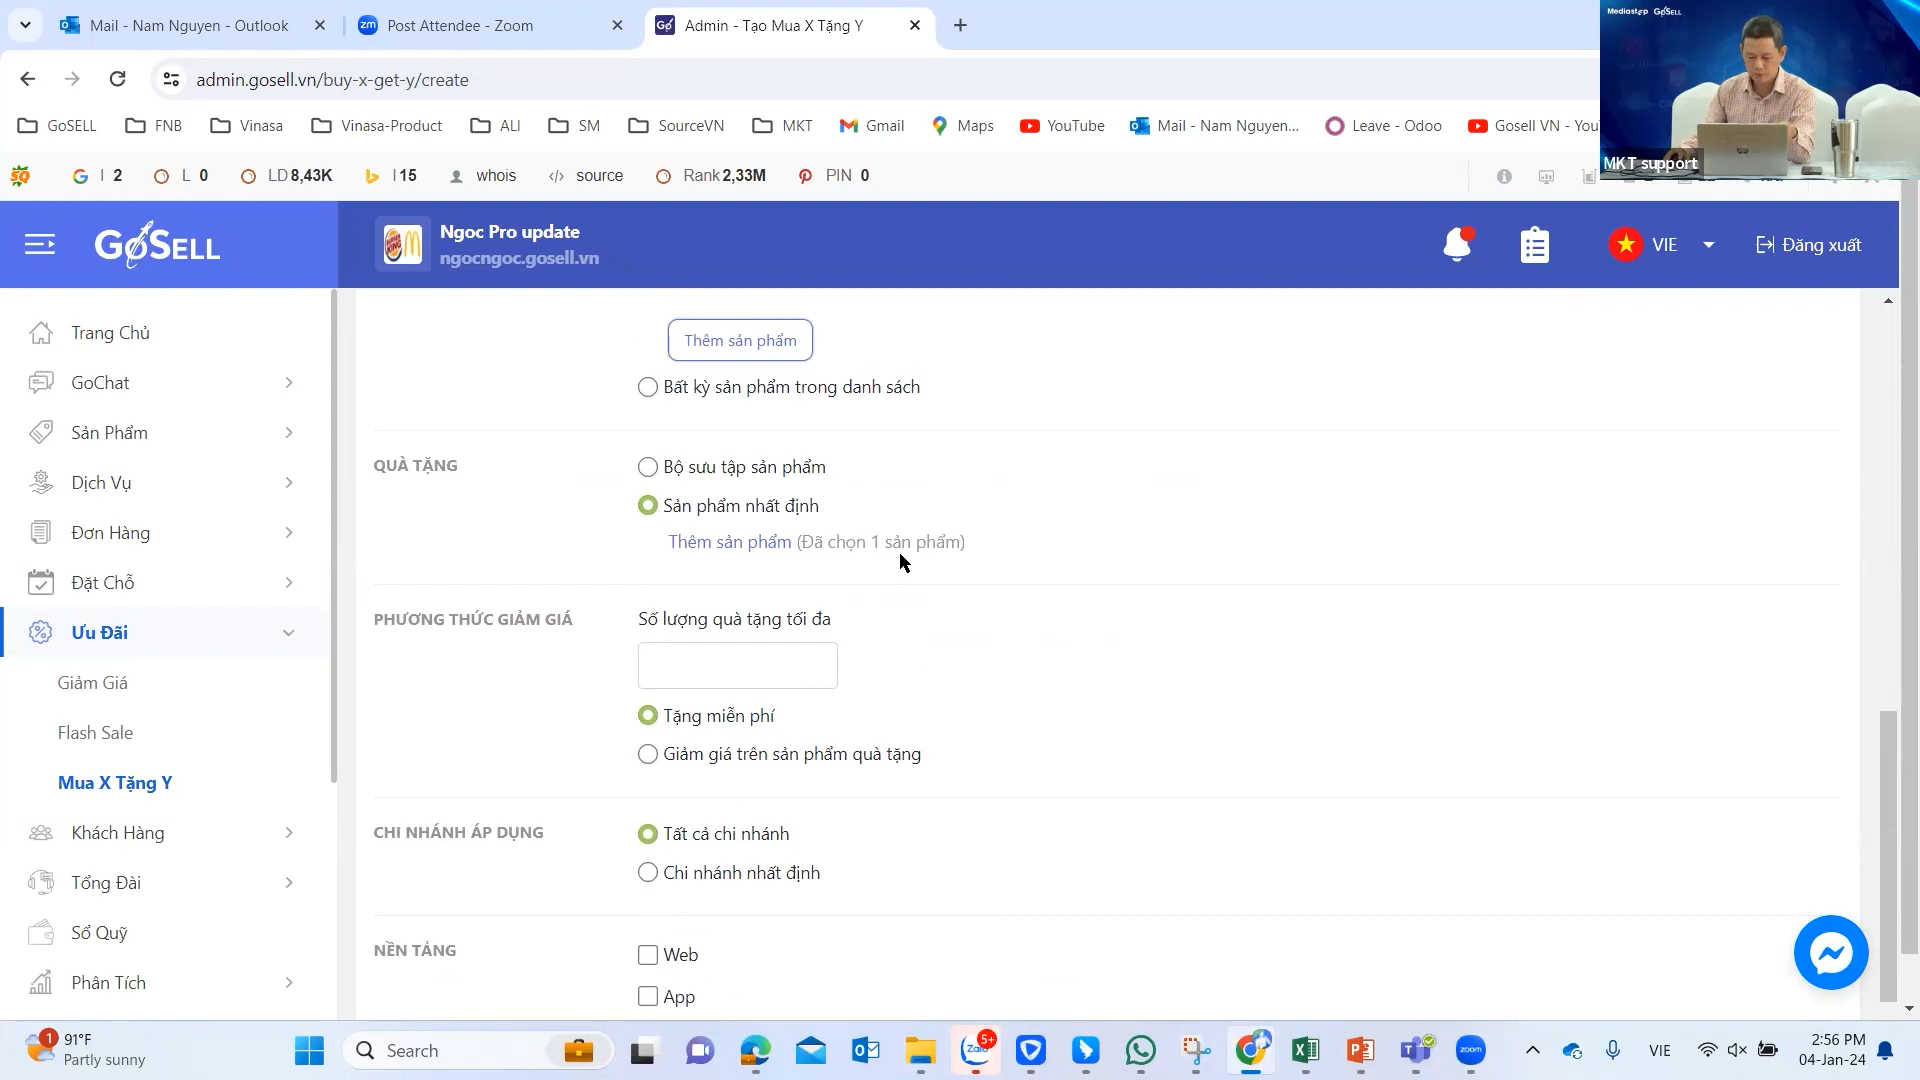 Mail - Nam Nguyen - Outlook
Post Attendee - Zoom
Admin - Tạo Mua X Tặng Y
admin.gosell.vn/buy-x-get-y/create
GoSELL
FNB
Vinasa
Vinasa-Product
ALI
SM
SourceVN
MKT
Gmail
Maps
YouTube
Mail - Nam Nguyen...
Leave - Odoo
Gosell VN - You
I 2
L 0
LD 8,43K
I 15
whois
source
Rank 2,33M
PIN 0
Mediastep GoSELL
MKT support
GoSELL
Ngoc Pro update
ngocngoc.gosell.vn
VIE
Đăng xuất
Trang Chủ
GoChat
Sản Phẩm
Dịch Vụ
Đơn Hàng
Đặt Chỗ
Ưu Đãi
Giảm Giá
Flash Sale
Mua X Tặng Y
Khách Hàng
Tổng Đài
Sổ Quỹ
Phân Tích
Thêm sản phẩm
Bất kỳ sản phẩm trong danh sách
QUÀ TẶNG
Bộ sưu tập sản phẩm
Sản phẩm nhất định
Thêm sản phẩm (Đã chọn 1 sản phẩm)
PHƯƠNG THỨC GIẢM GIÁ
Số lượng quà tặng tối đa
Tặng miễn phí
Giảm giá trên sản phẩm quà tặng
CHI NHÁNH ÁP DỤNG
Tất cả chi nhánh
Chi nhánh nhất định
NỀN TẢNG
Web
App
1
91°F
Partly sunny
Search
Zalo
5+
zoom
VIE
2:56 PM
04-Jan-24